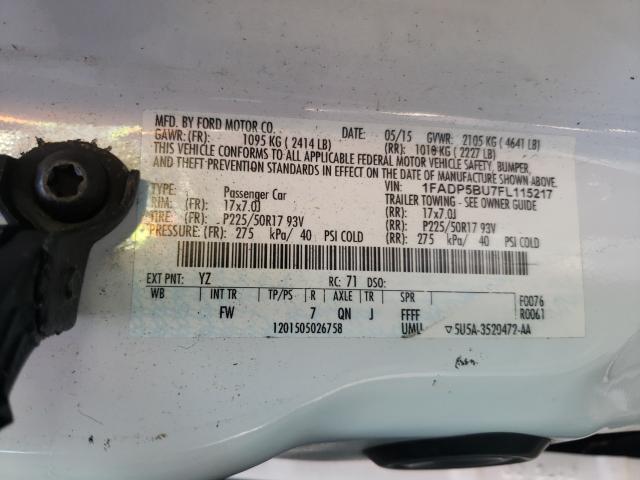 MFD. BY FORD MOTOR CO. DATE: 05/15 GVWR: 2105 KG ( 4641 LB)
GAWR: (FR): 1095 KG ( 2414 LB) (RR): 1010 KG ( 2227 LB)
THIS VEHICLE CONFORMS TO ALL APPLICABLE FEDERAL MOTOR VEHICLE SAFETY, BUMPER,
AND THEFT PREVENTION STANDARDS IN EFFECT ON THE DATE OF MANUFACTURE SHOWN ABOVE.
VIN: 1FADP5BU7FL115217
TYPE: Passenger Car TRAILER TOWING - SEE OWNER GUIDE
RIM: (FR): 17x7.0J (RR): 17x7.0J
TIRE: (FR): P225/50R17 93V (RR): P225/50R17 93V
PRESSURE: (FR): 275 kPa/ 40 PSI COLD (RR): 275 kPa/ 40 PSI COLD
EXT PNT: YZ RC: 71 DSO:
WB INT TR TP/PS R AXLE TR SPR F0076
FW 7 QN J FFFF R0061
1201505026758 UMU ▽5U5A-3520472-AA